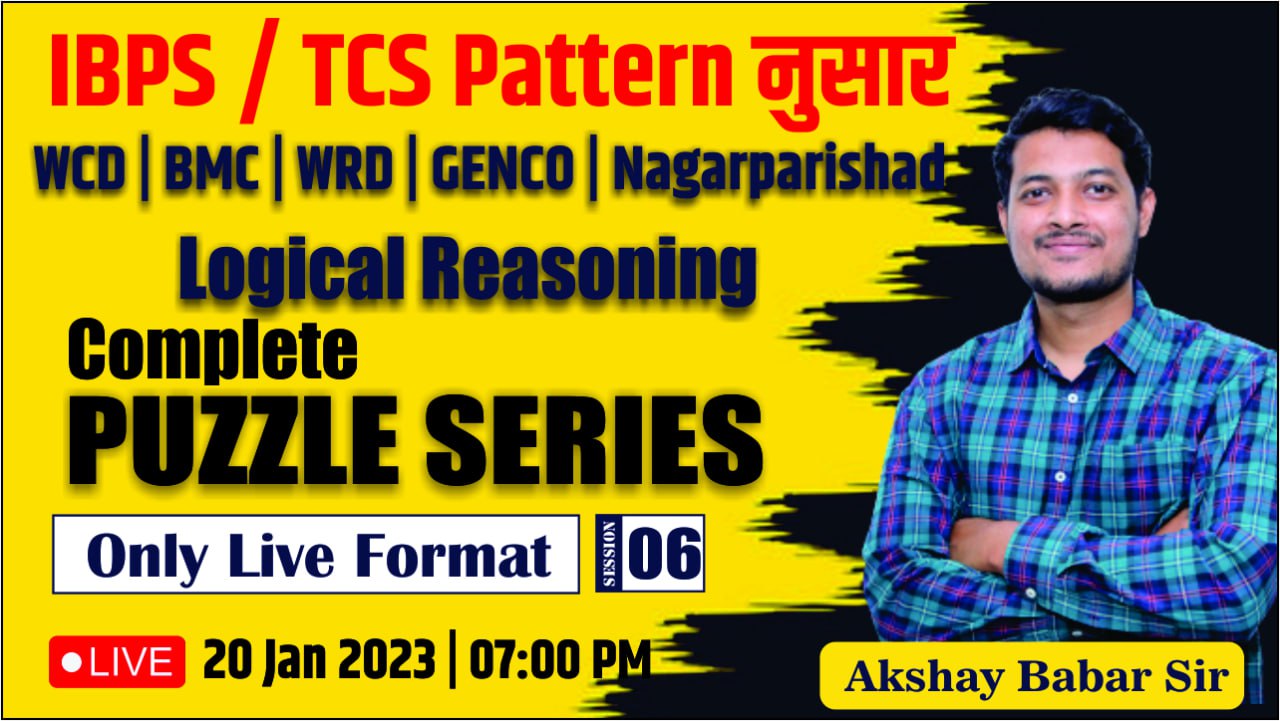 IBPS / TCS Pattern नुसार
WCD | BMC | WRD | GENCO | Nagarparishad
Logical Reasoning
Complete
PUZZLE SERIES
Only Live Format
SESSION 06
LIVE 20 Jan 2023 | 07:00 PM
Akshay Babar Sir